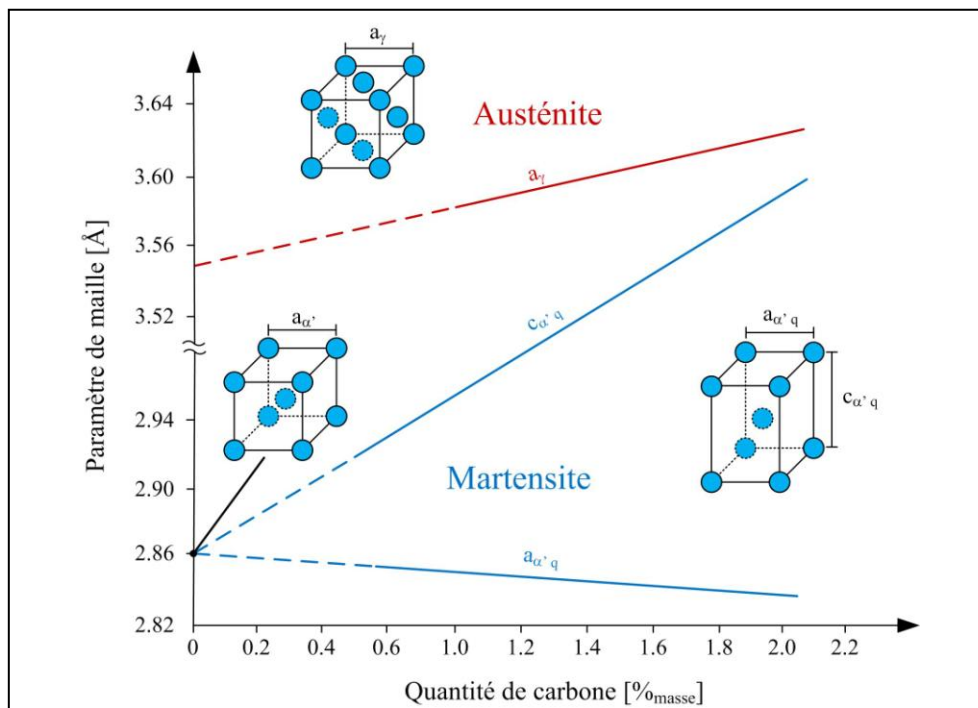 aγ
3.64
Austénite
3.60
aγ
3.56
3.52
aα'
cα' q
aα' q
cα' q
2.94
2.90
Martensite
2.86
aα' q
2.82
0 0.2 0.4 0.6 0.8 1.0 1.2 1.4 1.6 1.8 2.0 2.2
Quantité de carbone [%masse]
Paramètre de maille [Å]